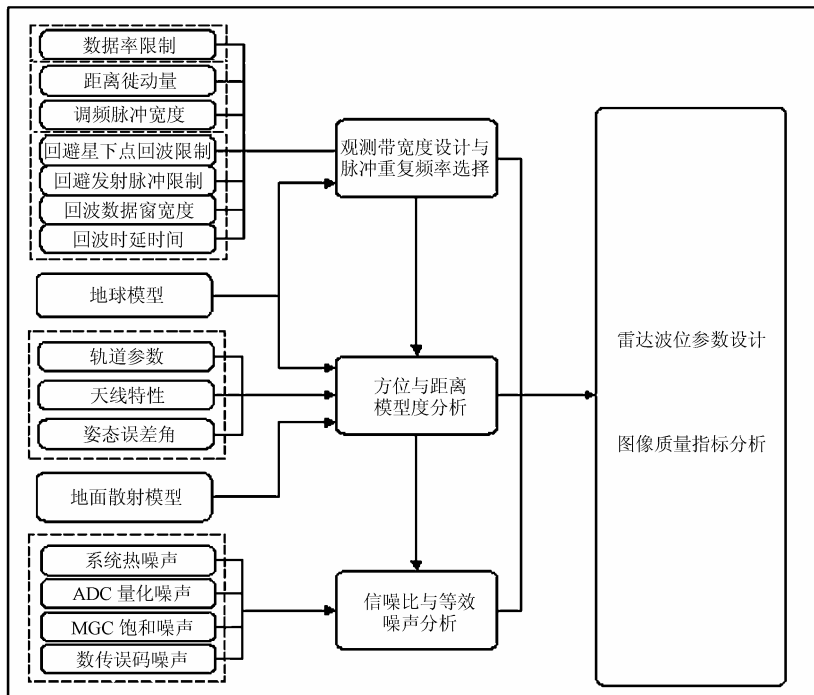 数据率限制
距离徙动量
调频脉冲宽度
回避星下点回波限制
回避发射脉冲限制
回波数据窗宽度
回波时延时间
地球模型
轨道参数
天线特性
姿态误差角
地面散射模型
系统热噪声
ADC 量化噪声
MGC 饱和噪声
数传误码噪声
观测带宽度设计与
脉冲重复频率选择
方位与距离
模型度分析
信噪比与等效
噪声分析
雷达波位参数设计
图像质量指标分析